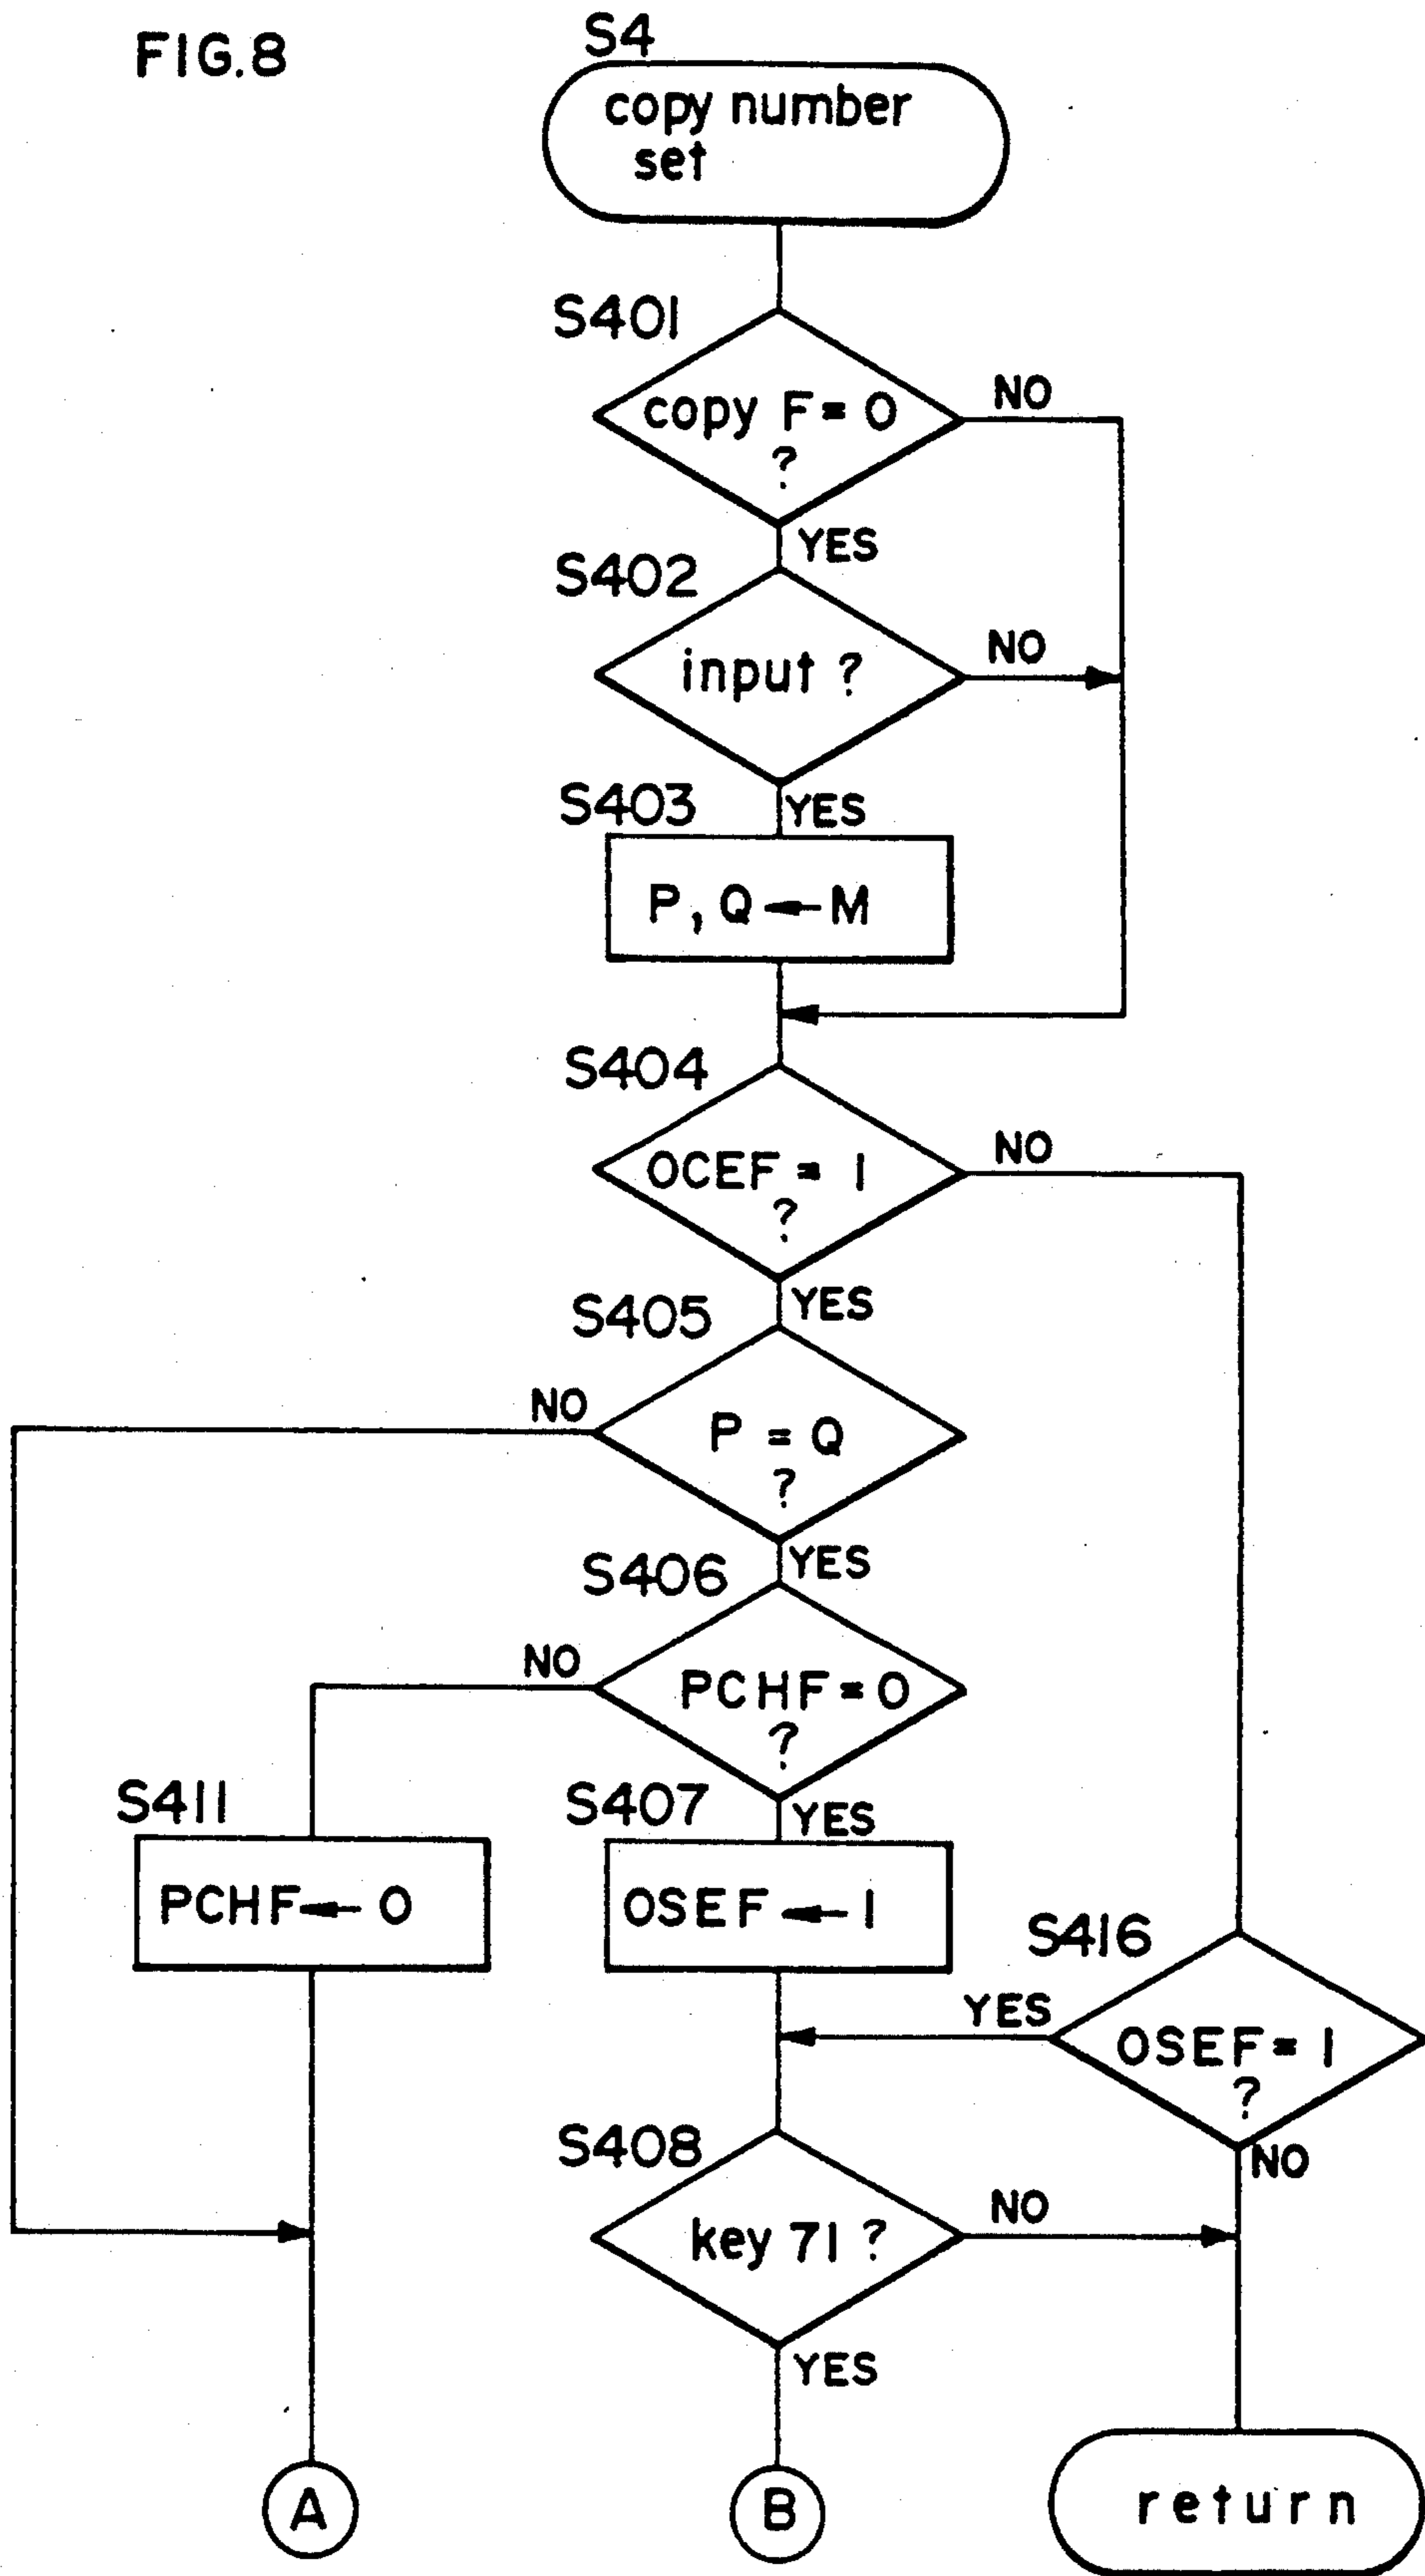 FIG.8
S4
copy number
set
S401
copy F = 0
?
NO
YES
S402
input ?
NO
YES
S403
P, Q ← M
S404
OCEF = 1
?
NO
YES
S405
P = Q
?
NO
YES
S406
PCHF = 0
?
NO
YES
S411
PCHF ← 0
S407
OSEF ← 1
S416
OSEF = 1
?
YES
NO
S408
key 71 ?
NO
YES
A
B
return